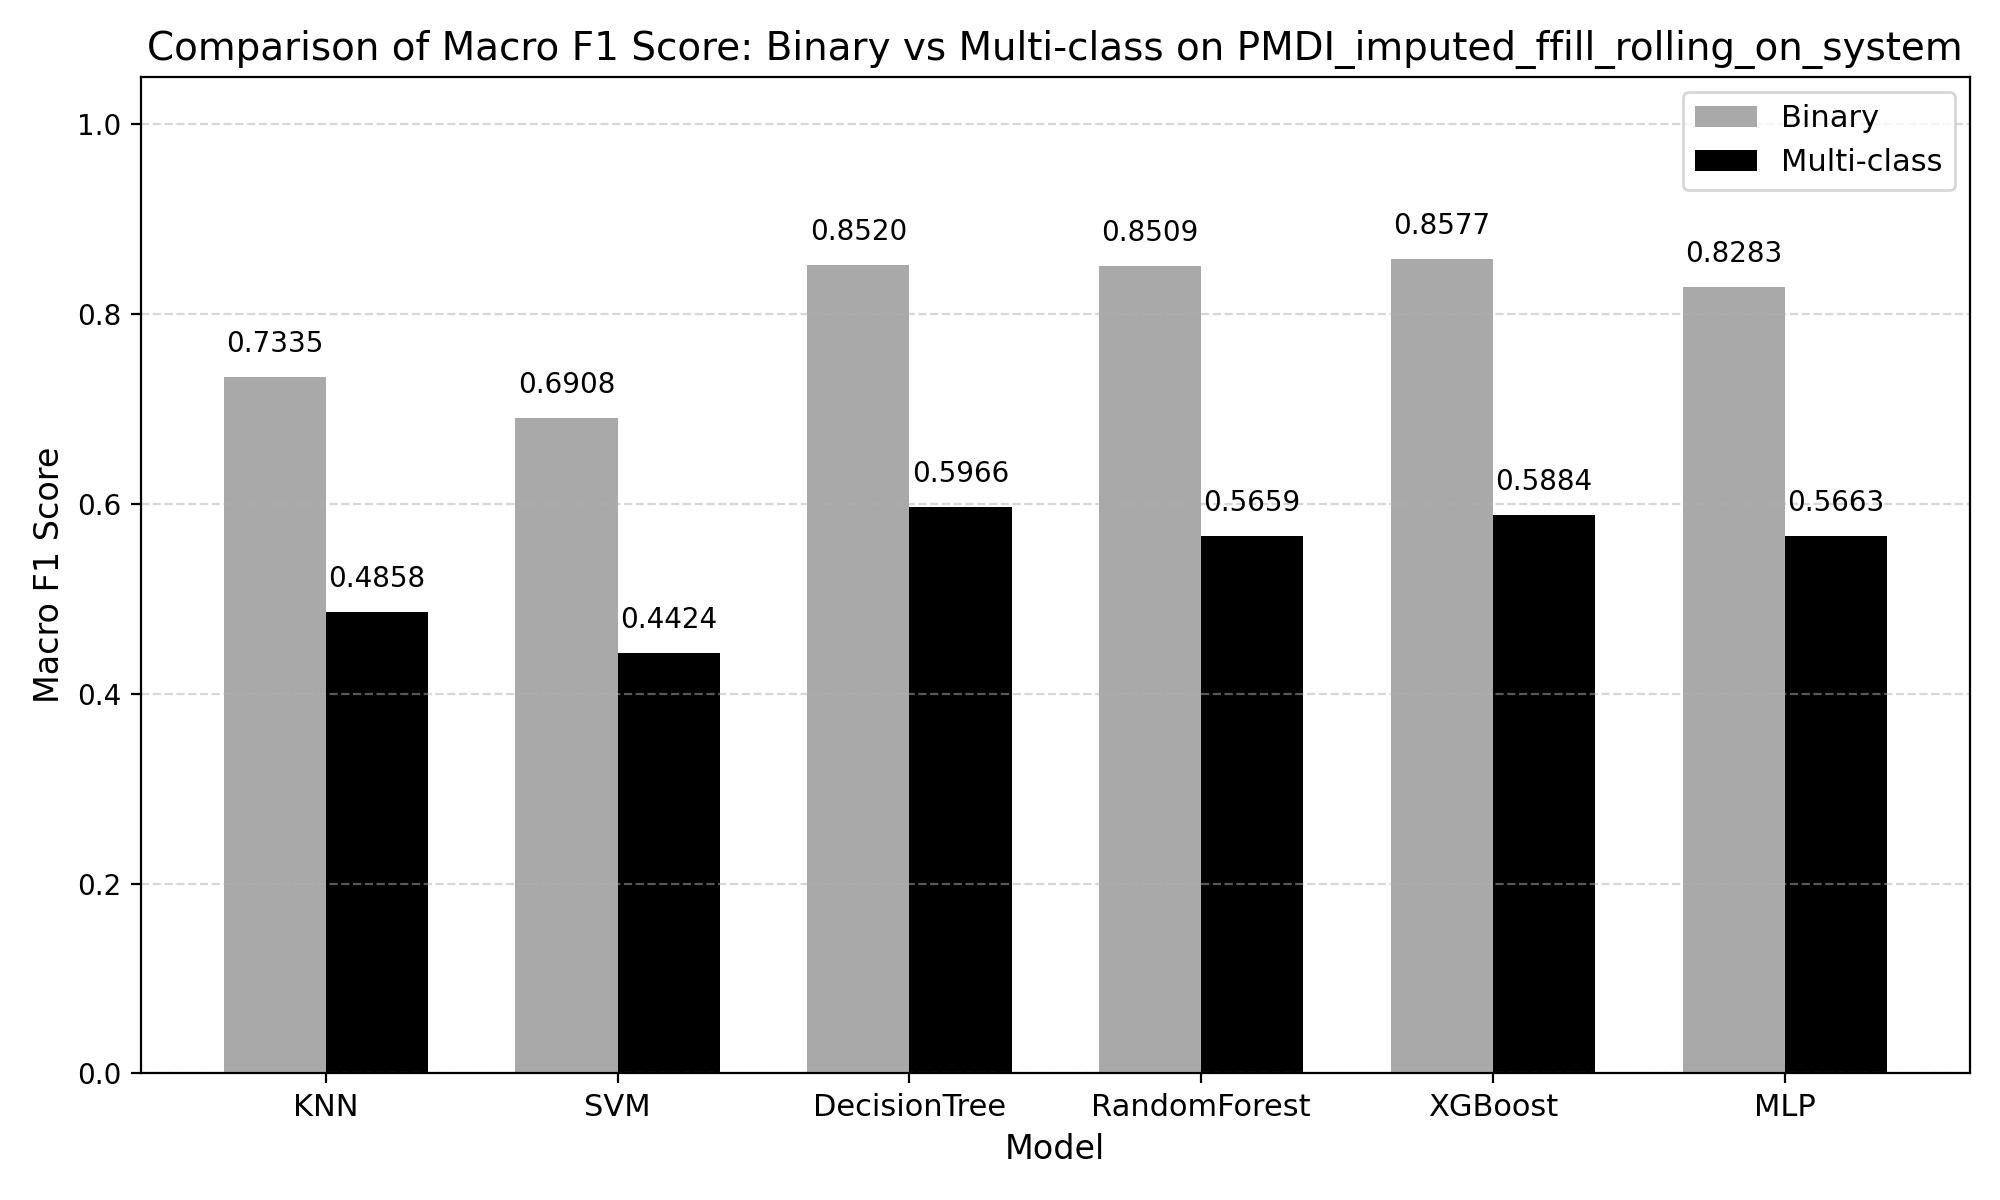 Comparison of Macro F1 Score: Binary vs Multi-class on PMDI_imputed_ffill_rolling_on_system
Binary
Multi-class
Macro F1 Score
1.0
0.8
0.6
0.4
0.2
0.0
0.7335
0.4858
0.6908
0.4424
0.8520
0.5966
0.8509
0.5659
0.8577
0.5884
0.8283
0.5663
KNN
SVM
DecisionTree
RandomForest
XGBoost
MLP
Model